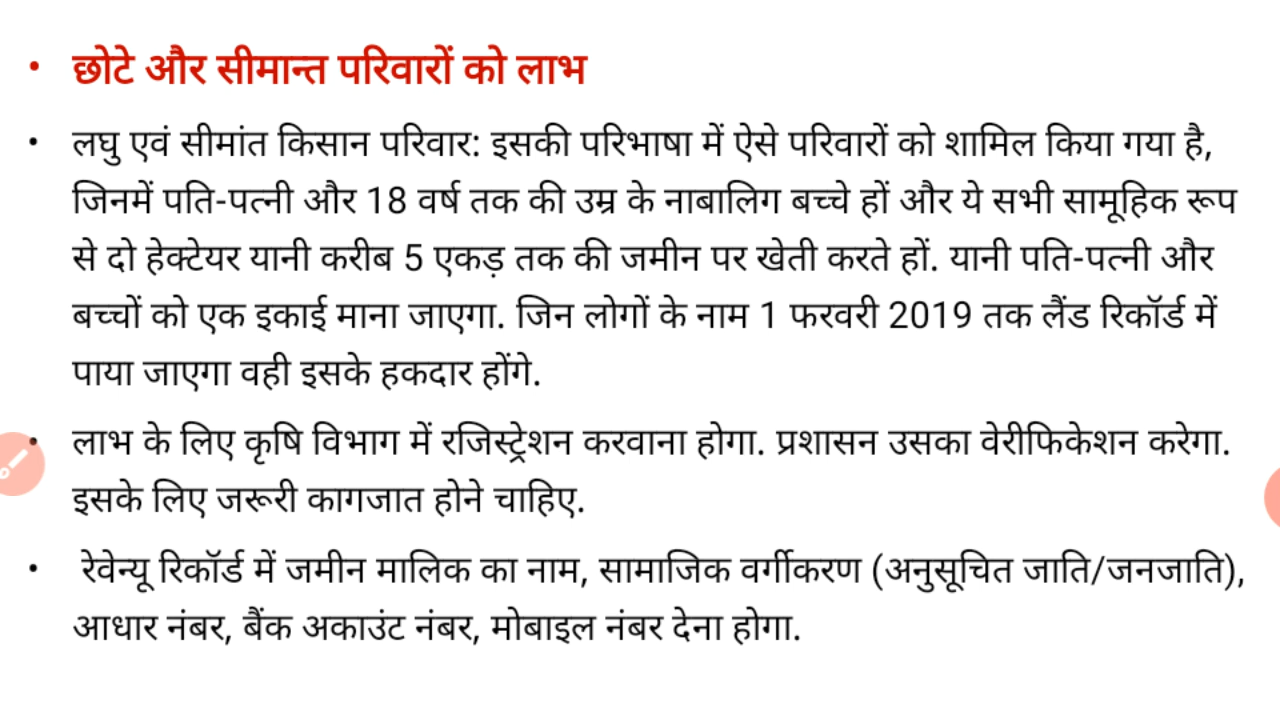 • छोटे और सीमान्त परिवारों को लाभ
• लघु एवं सीमांत किसान परिवार: इसकी परिभाषा में ऐसे परिवारों को शामिल किया गया है,
जिनमें पति-पत्नी और 18 वर्ष तक की उम्र के नाबालिग बच्चे हों और ये सभी सामूहिक रूप
से दो हेक्टेयर यानी करीब 5 एकड़ तक की जमीन पर खेती करते हों. यानी पति-पत्नी और
बच्चों को एक इकाई माना जाएगा. जिन लोगों के नाम 1 फरवरी 2019 तक लैंड रिकॉर्ड में
पाया जाएगा वही इसके हकदार होंगे.
• लाभ के लिए कृषि विभाग में रजिस्ट्रेशन करवाना होगा. प्रशासन उसका वेरीफिकेशन करेगा.
इसके लिए जरूरी कागजात होने चाहिए.
• रेवेन्यू रिकॉर्ड में जमीन मालिक का नाम, सामाजिक वर्गीकरण (अनुसूचित जाति/जनजाति),
आधार नंबर, बैंक अकाउंट नंबर, मोबाइल नंबर देना होगा.